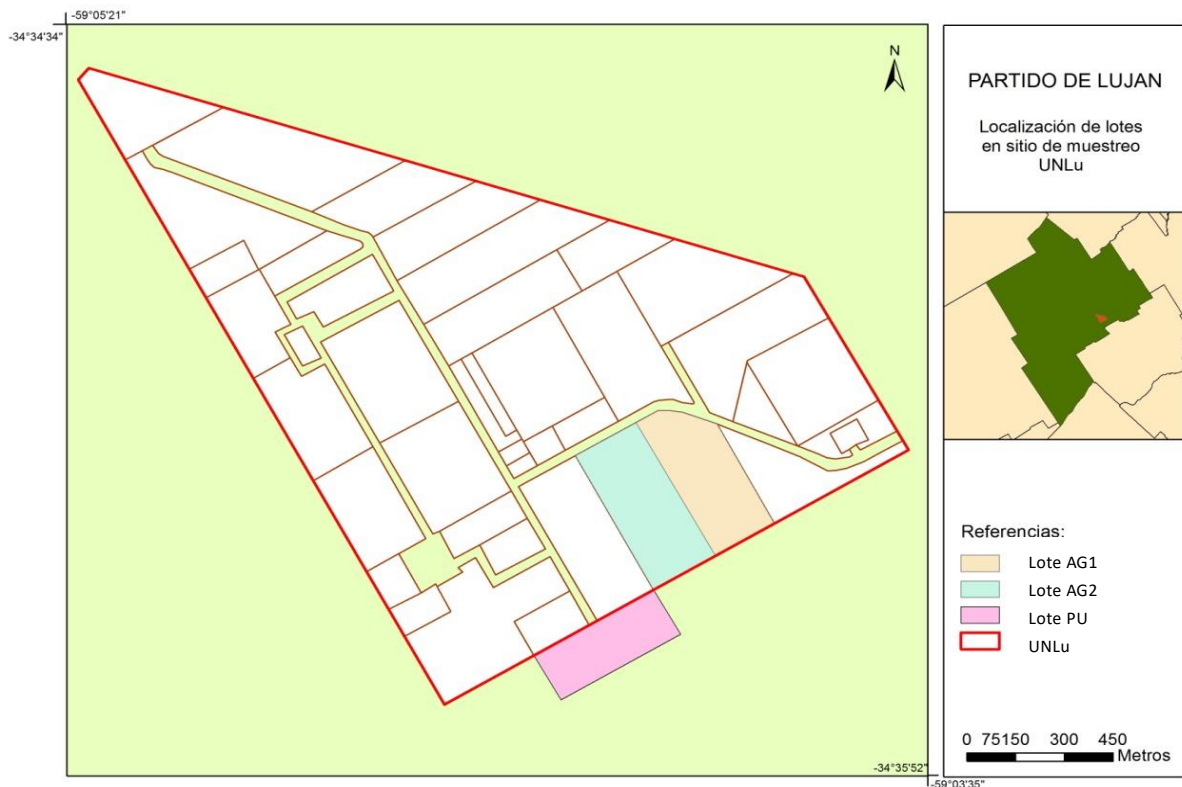 -59°05'21"
-34°34'34"
N
-34°35'52"
-59°03'35"
PARTIDO DE LUJAN
Localización de lotes
en sitio de muestreo
UNLu
Referencias:
Lote AG1
Lote AG2
Lote PU
UNLu
0 75150 300 450
Metros